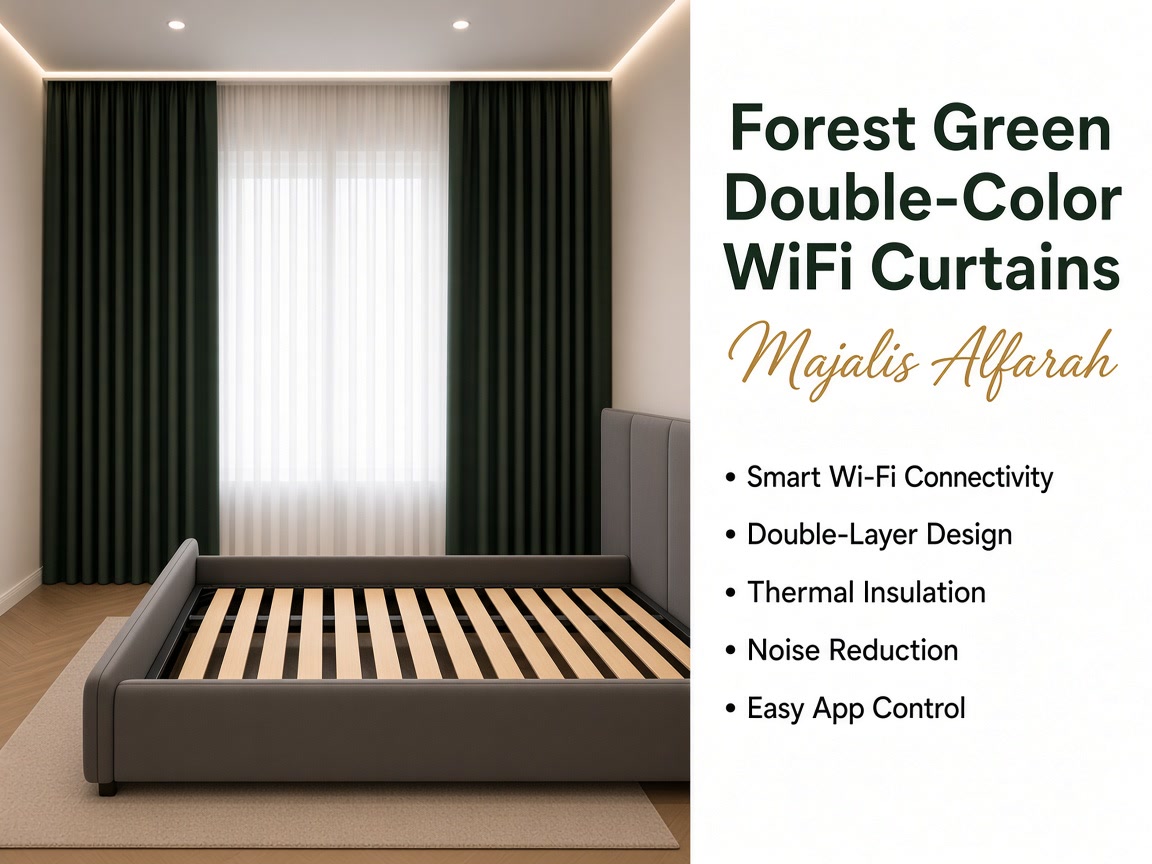 Forest Green
Double-Color
WiFi Curtains
Majalis Alfarah
• Smart Wi-Fi Connectivity
• Double-Layer Design
• Thermal Insulation
• Noise Reduction
• Easy App Control